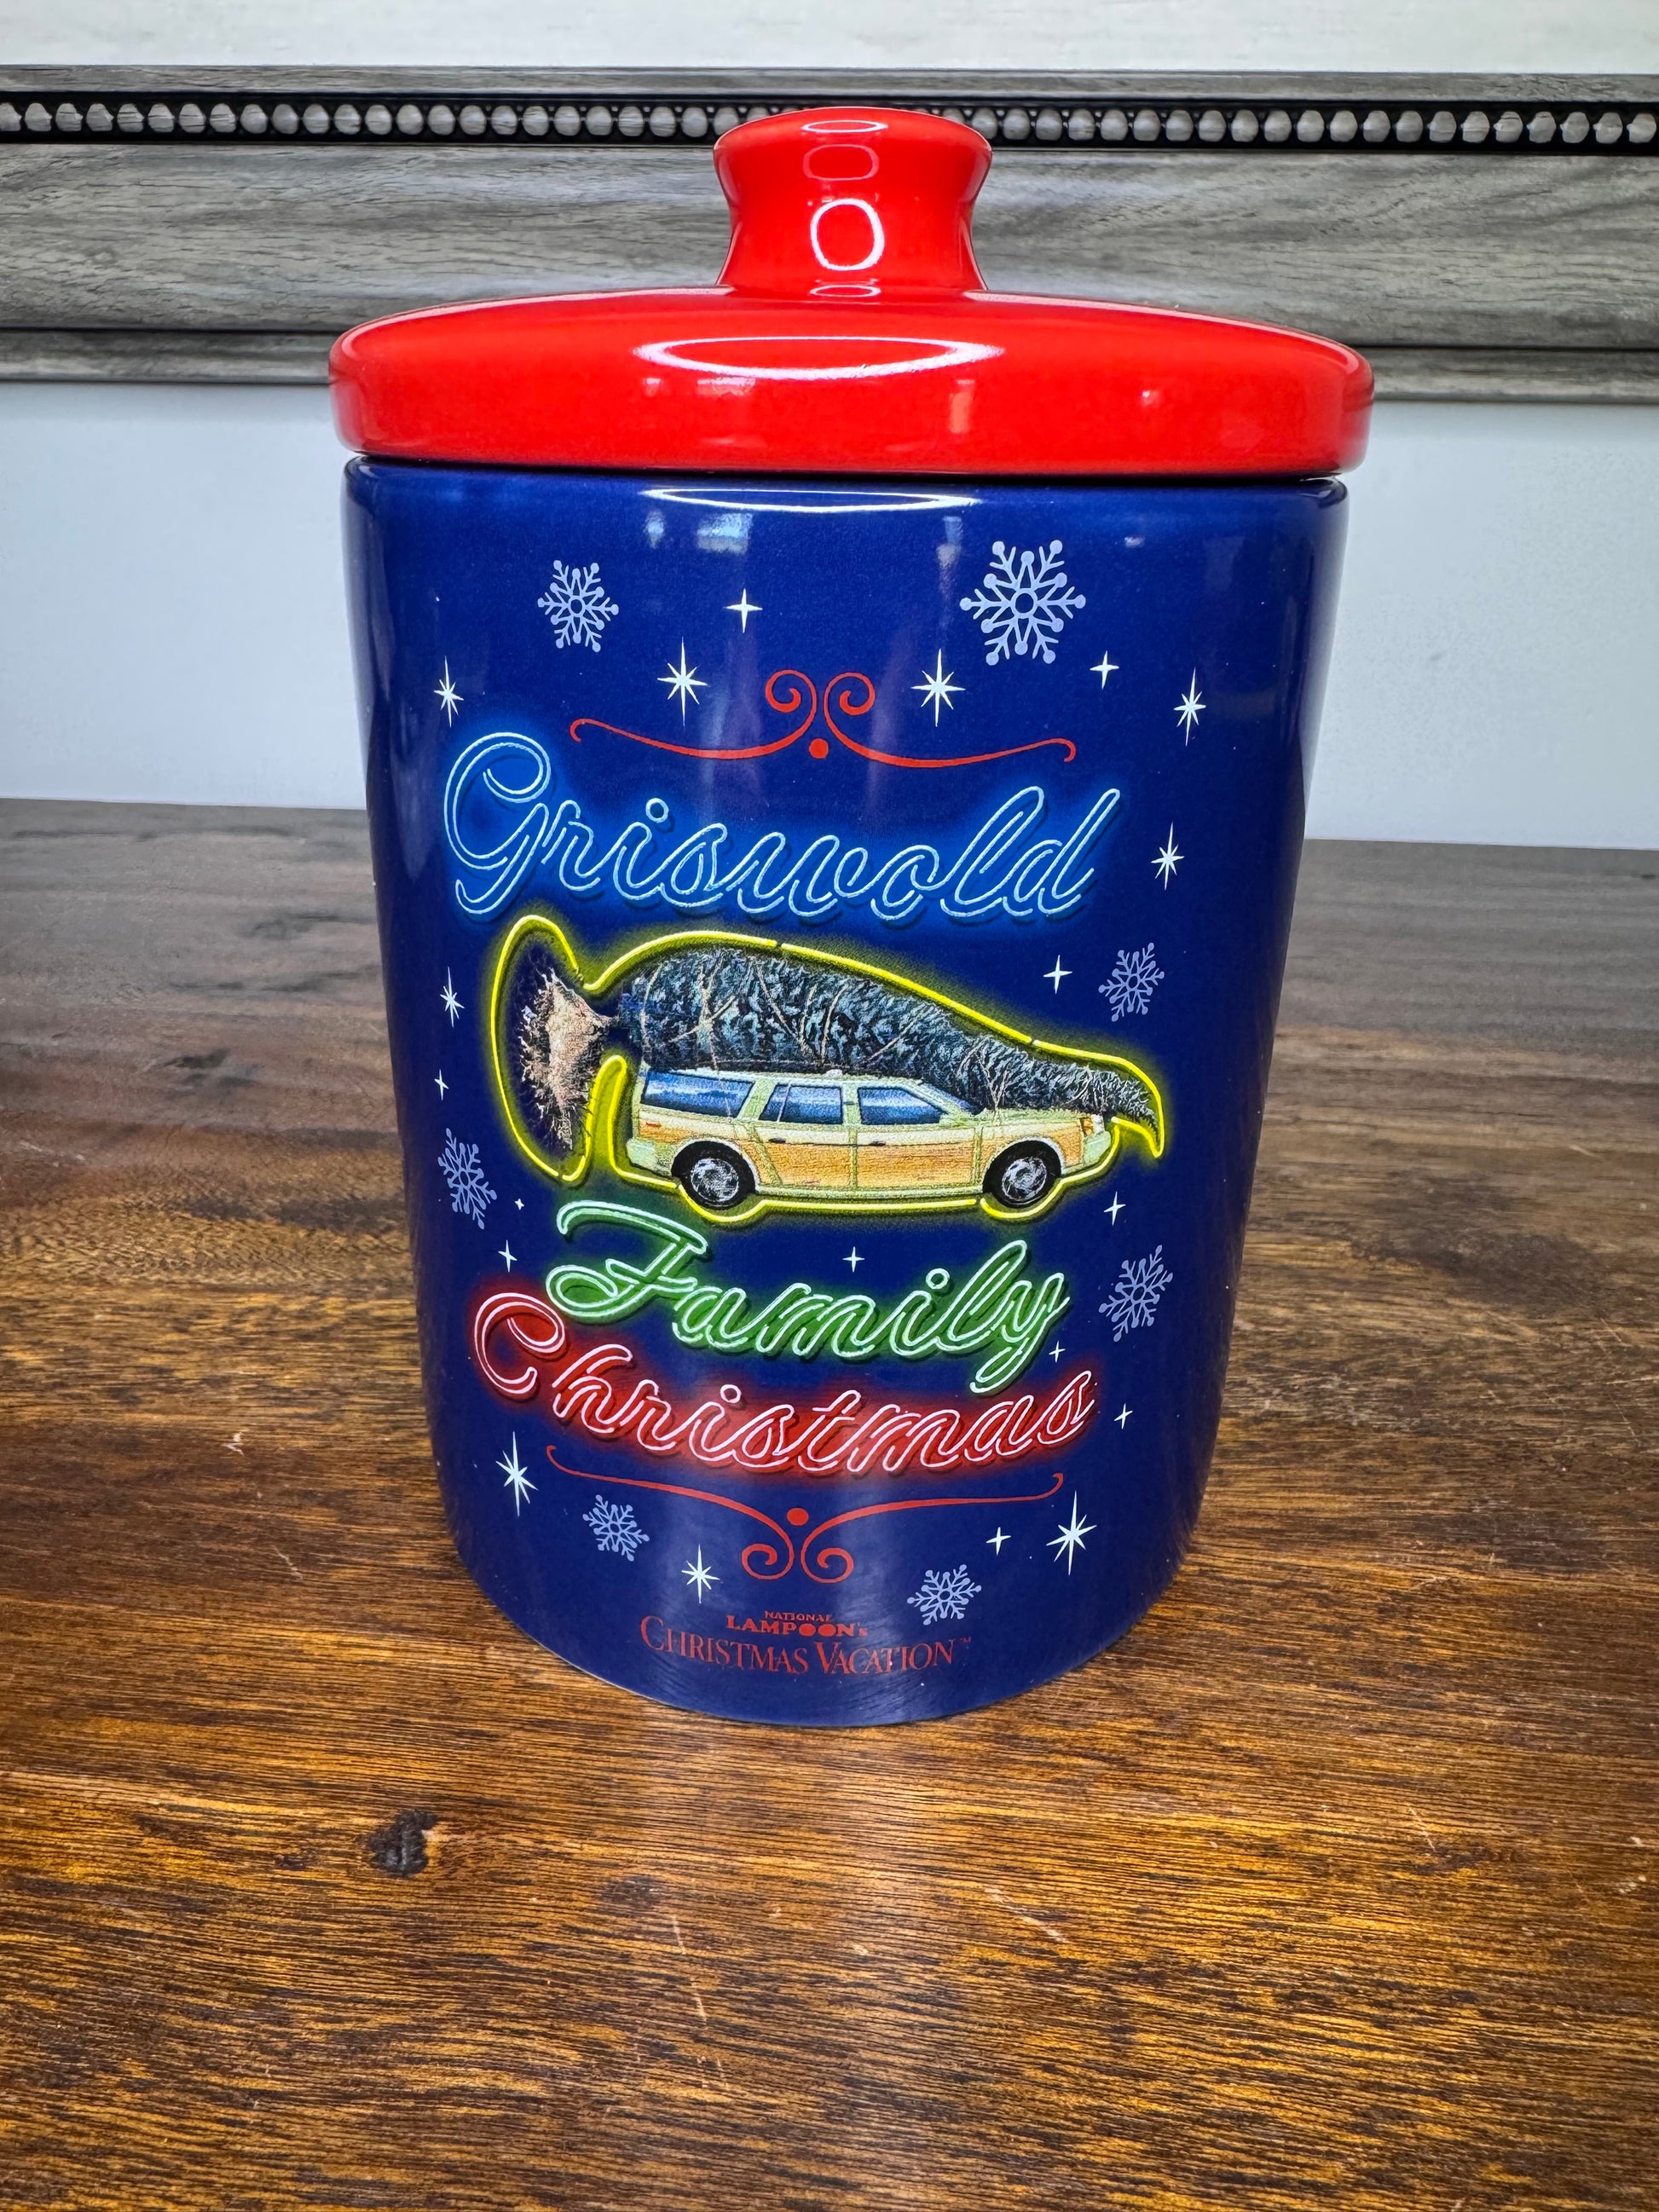 Griswold
Family
Christmas
NATIONAL
LAMPOON's
CHRISTMAS VACATION™